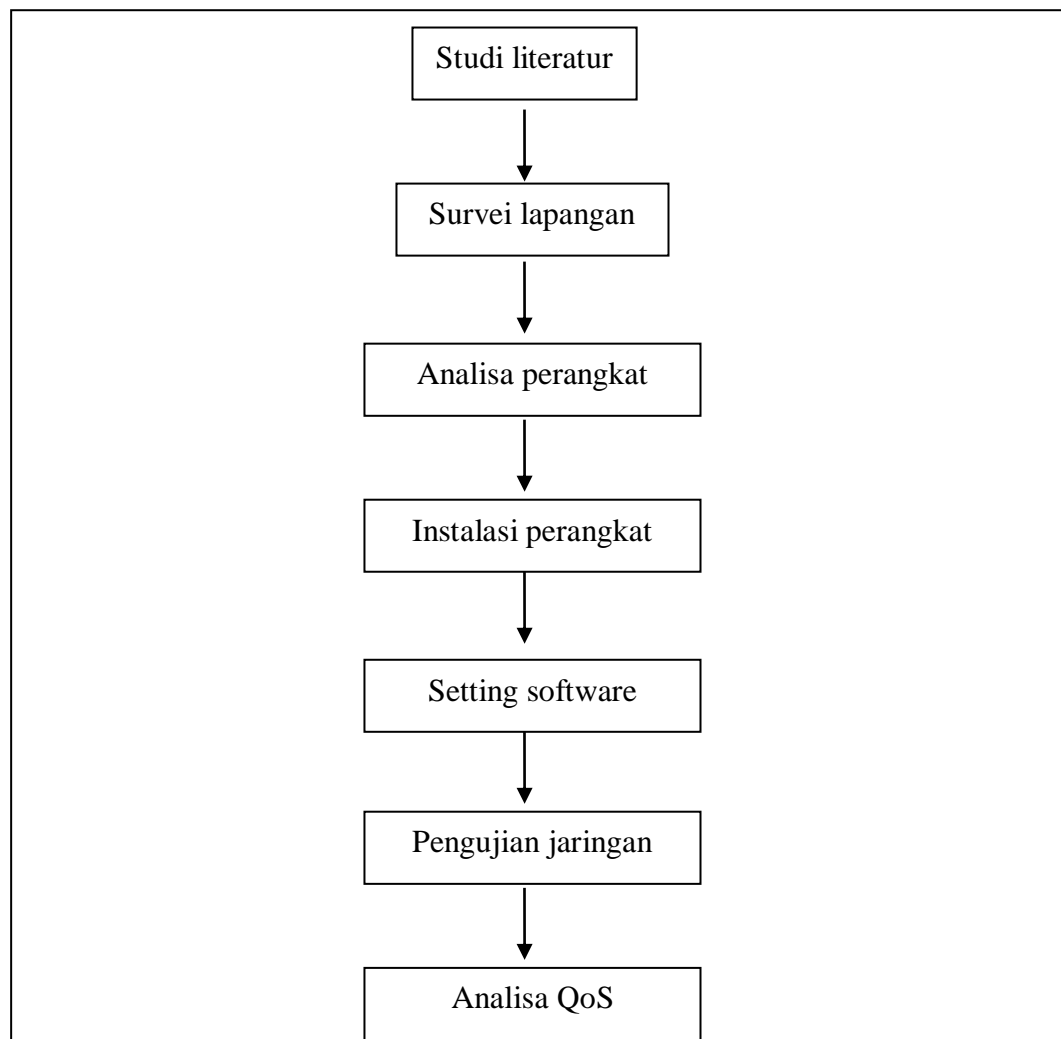 Studi literatur
Survei lapangan
Analisa perangkat
Instalasi perangkat
Setting software
Pengujian jaringan
Analisa QoS